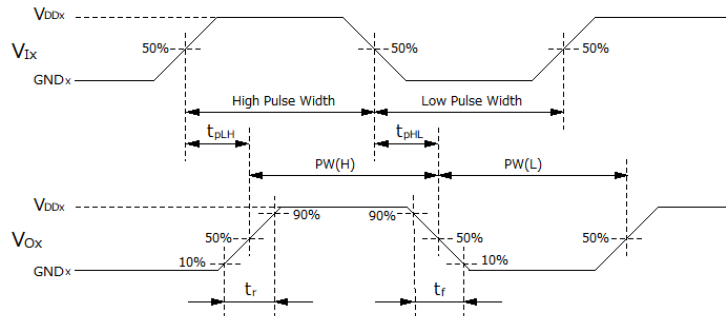 VDDx
50% 50% 50%
VIx
GNDx
High Pulse Width Low Pulse Width
tpLH tpHL
PW(H) PW(L)
VDDx
90% 90%
50% 50% 50%
VOx
10% 10%
GNDx
tr tf